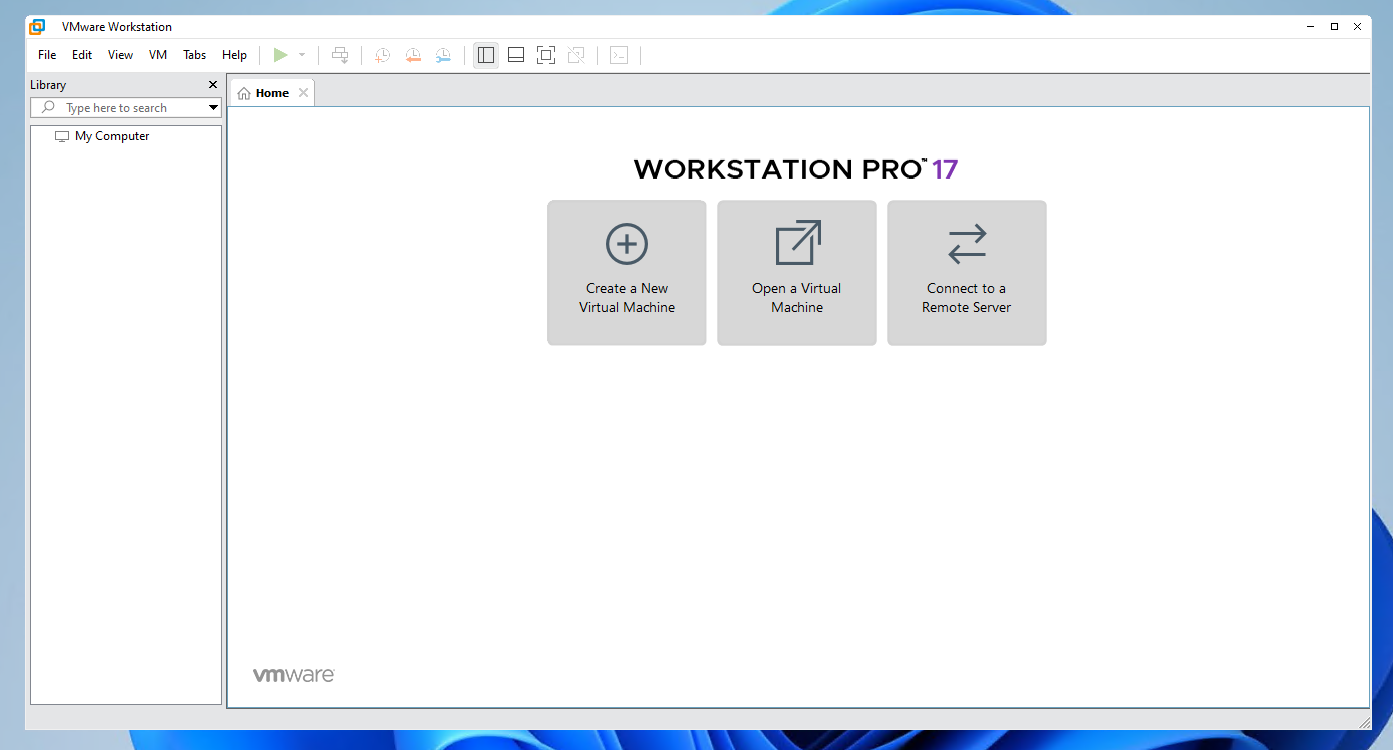 VMware Workstation
File Edit View VM Tabs Help
Library
Type here to search
My Computer
Home
WORKSTATION PRO™ 17
Create a New
Virtual Machine
Open a Virtual
Machine
Connect to a
Remote Server
vmware